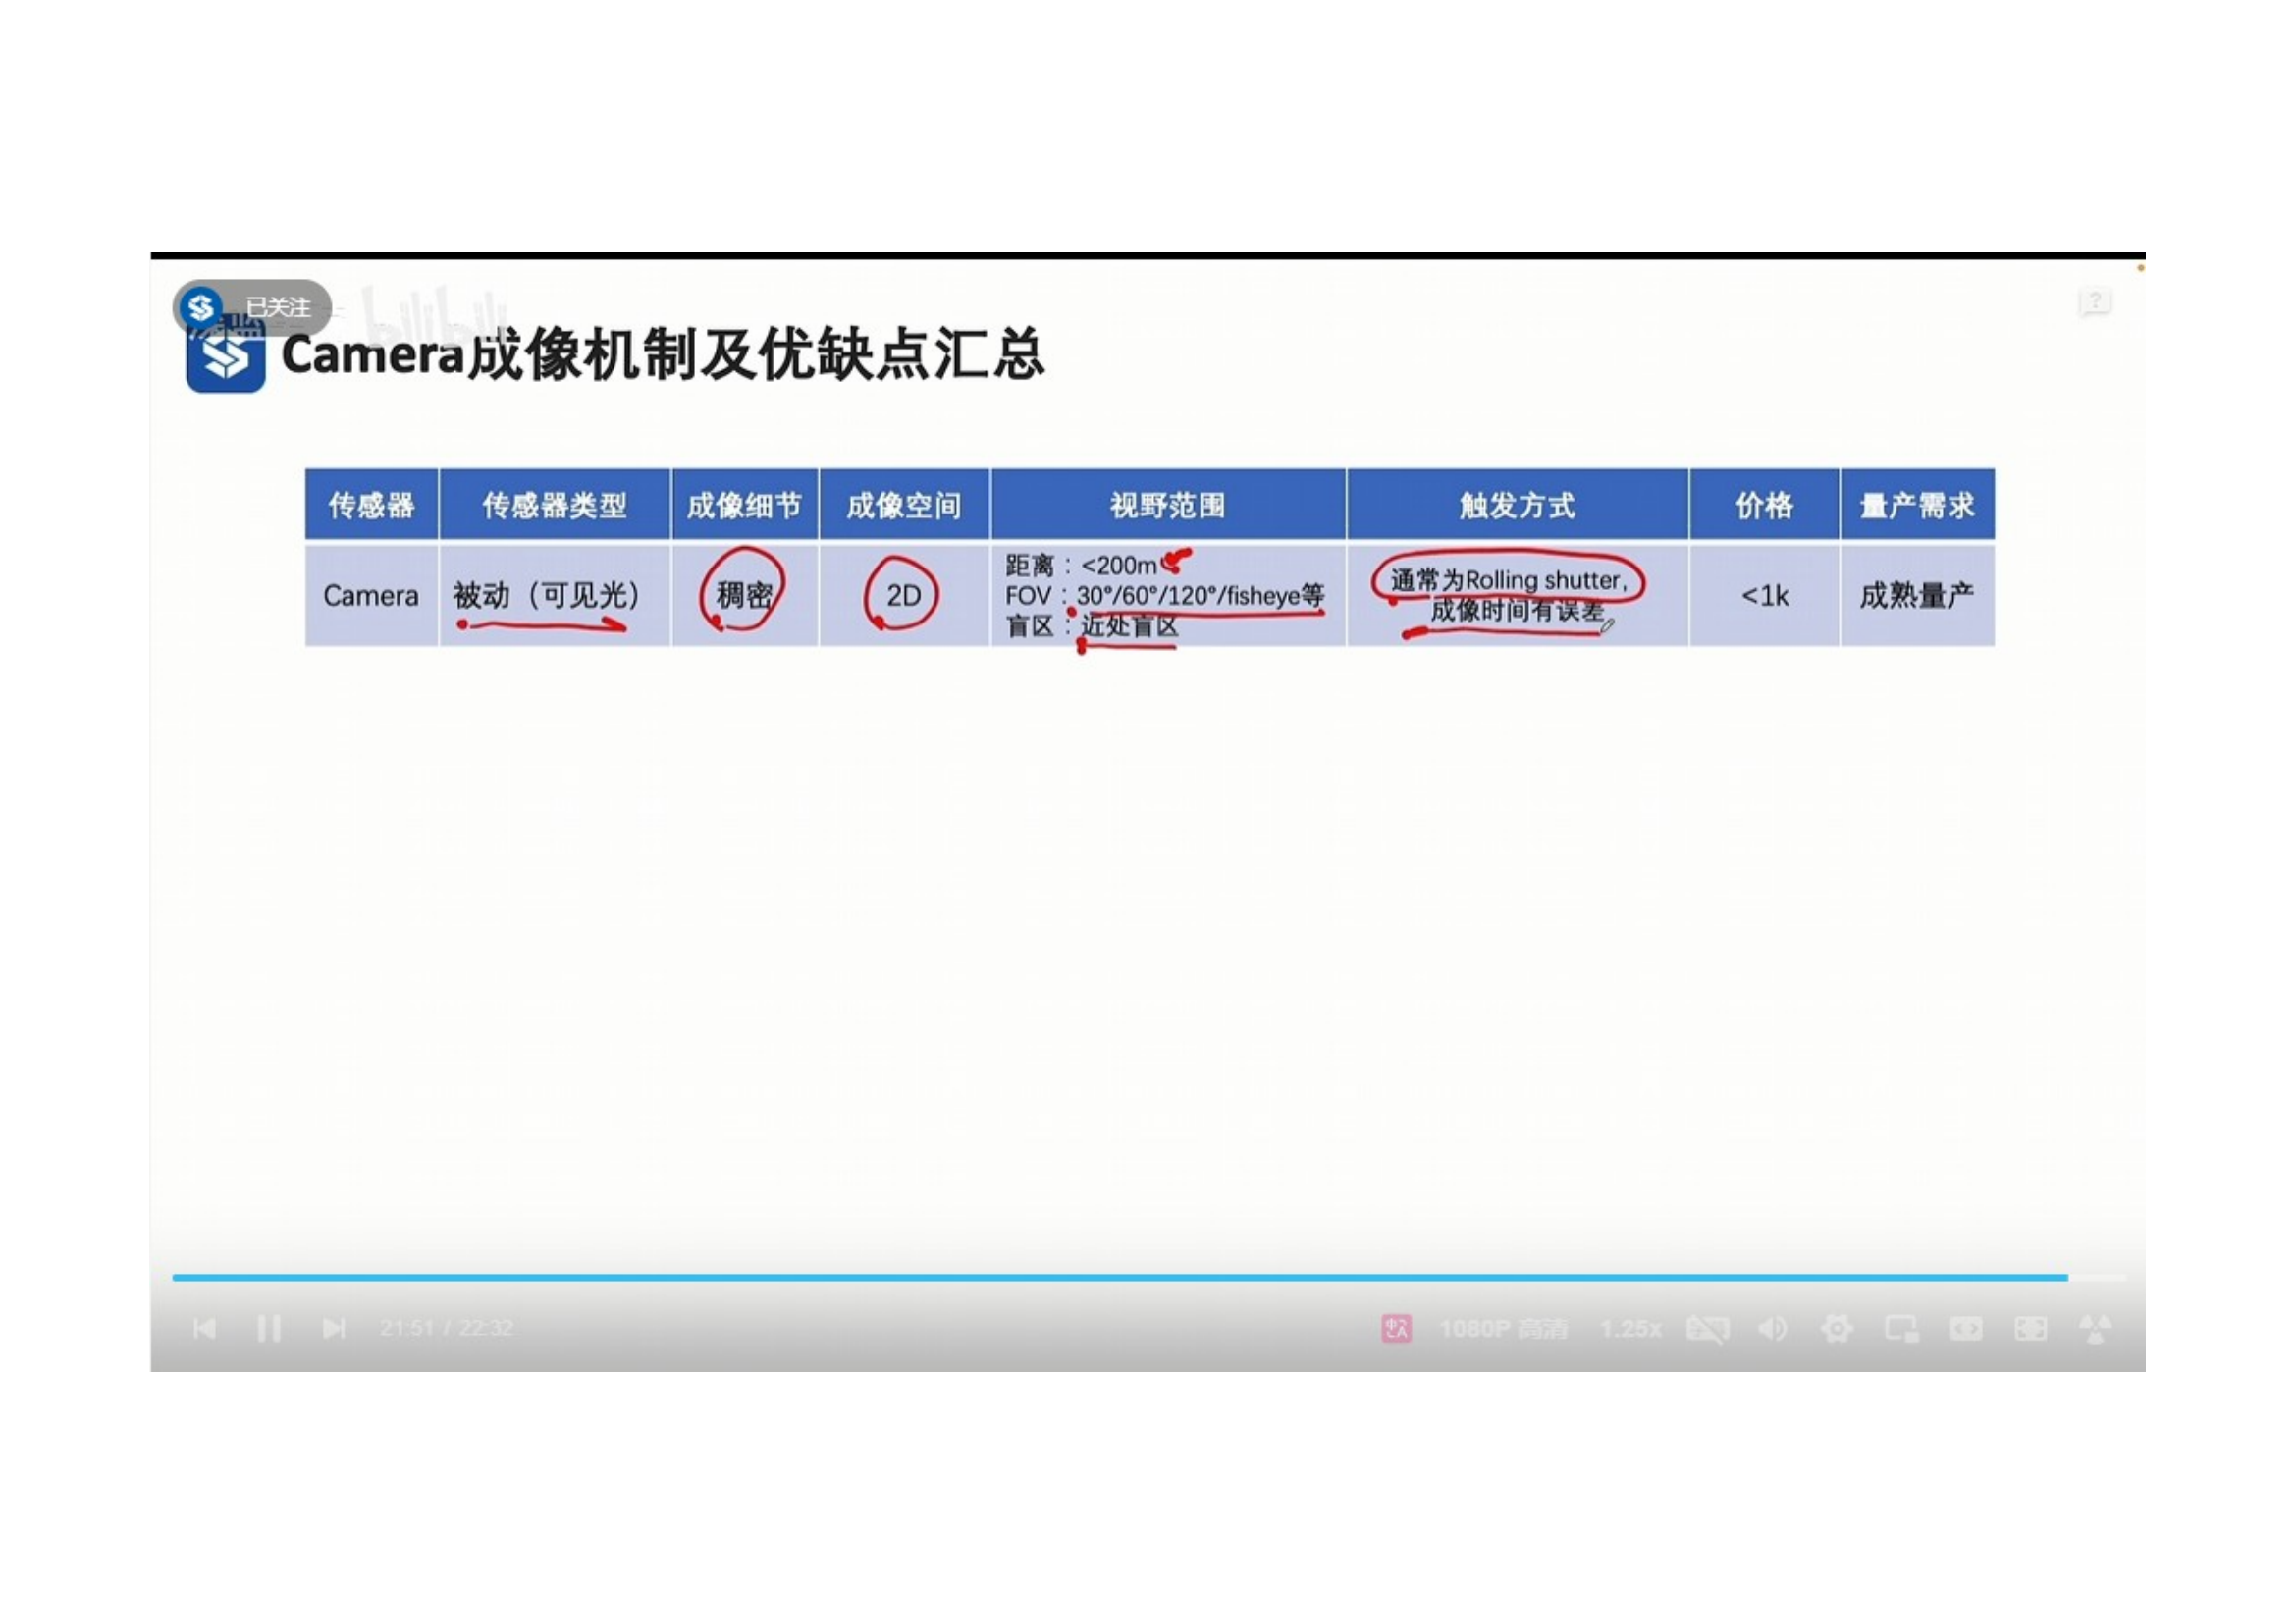 已关注
bilibili
Camera成像机制及优缺点汇总
传感器 传感器类型 成像细节 成像空间 视野范围 触发方式 价格 量产需求
Camera 被动（可见光） 稠密 2D
距离：<200m
FOV：30°/60°/120°/fisheye等
盲区：近处盲区
通常为Rolling shutter,
成像时间有误差
<1k
成熟量产
21:51 / 22:32
1080P 高清 1.25x